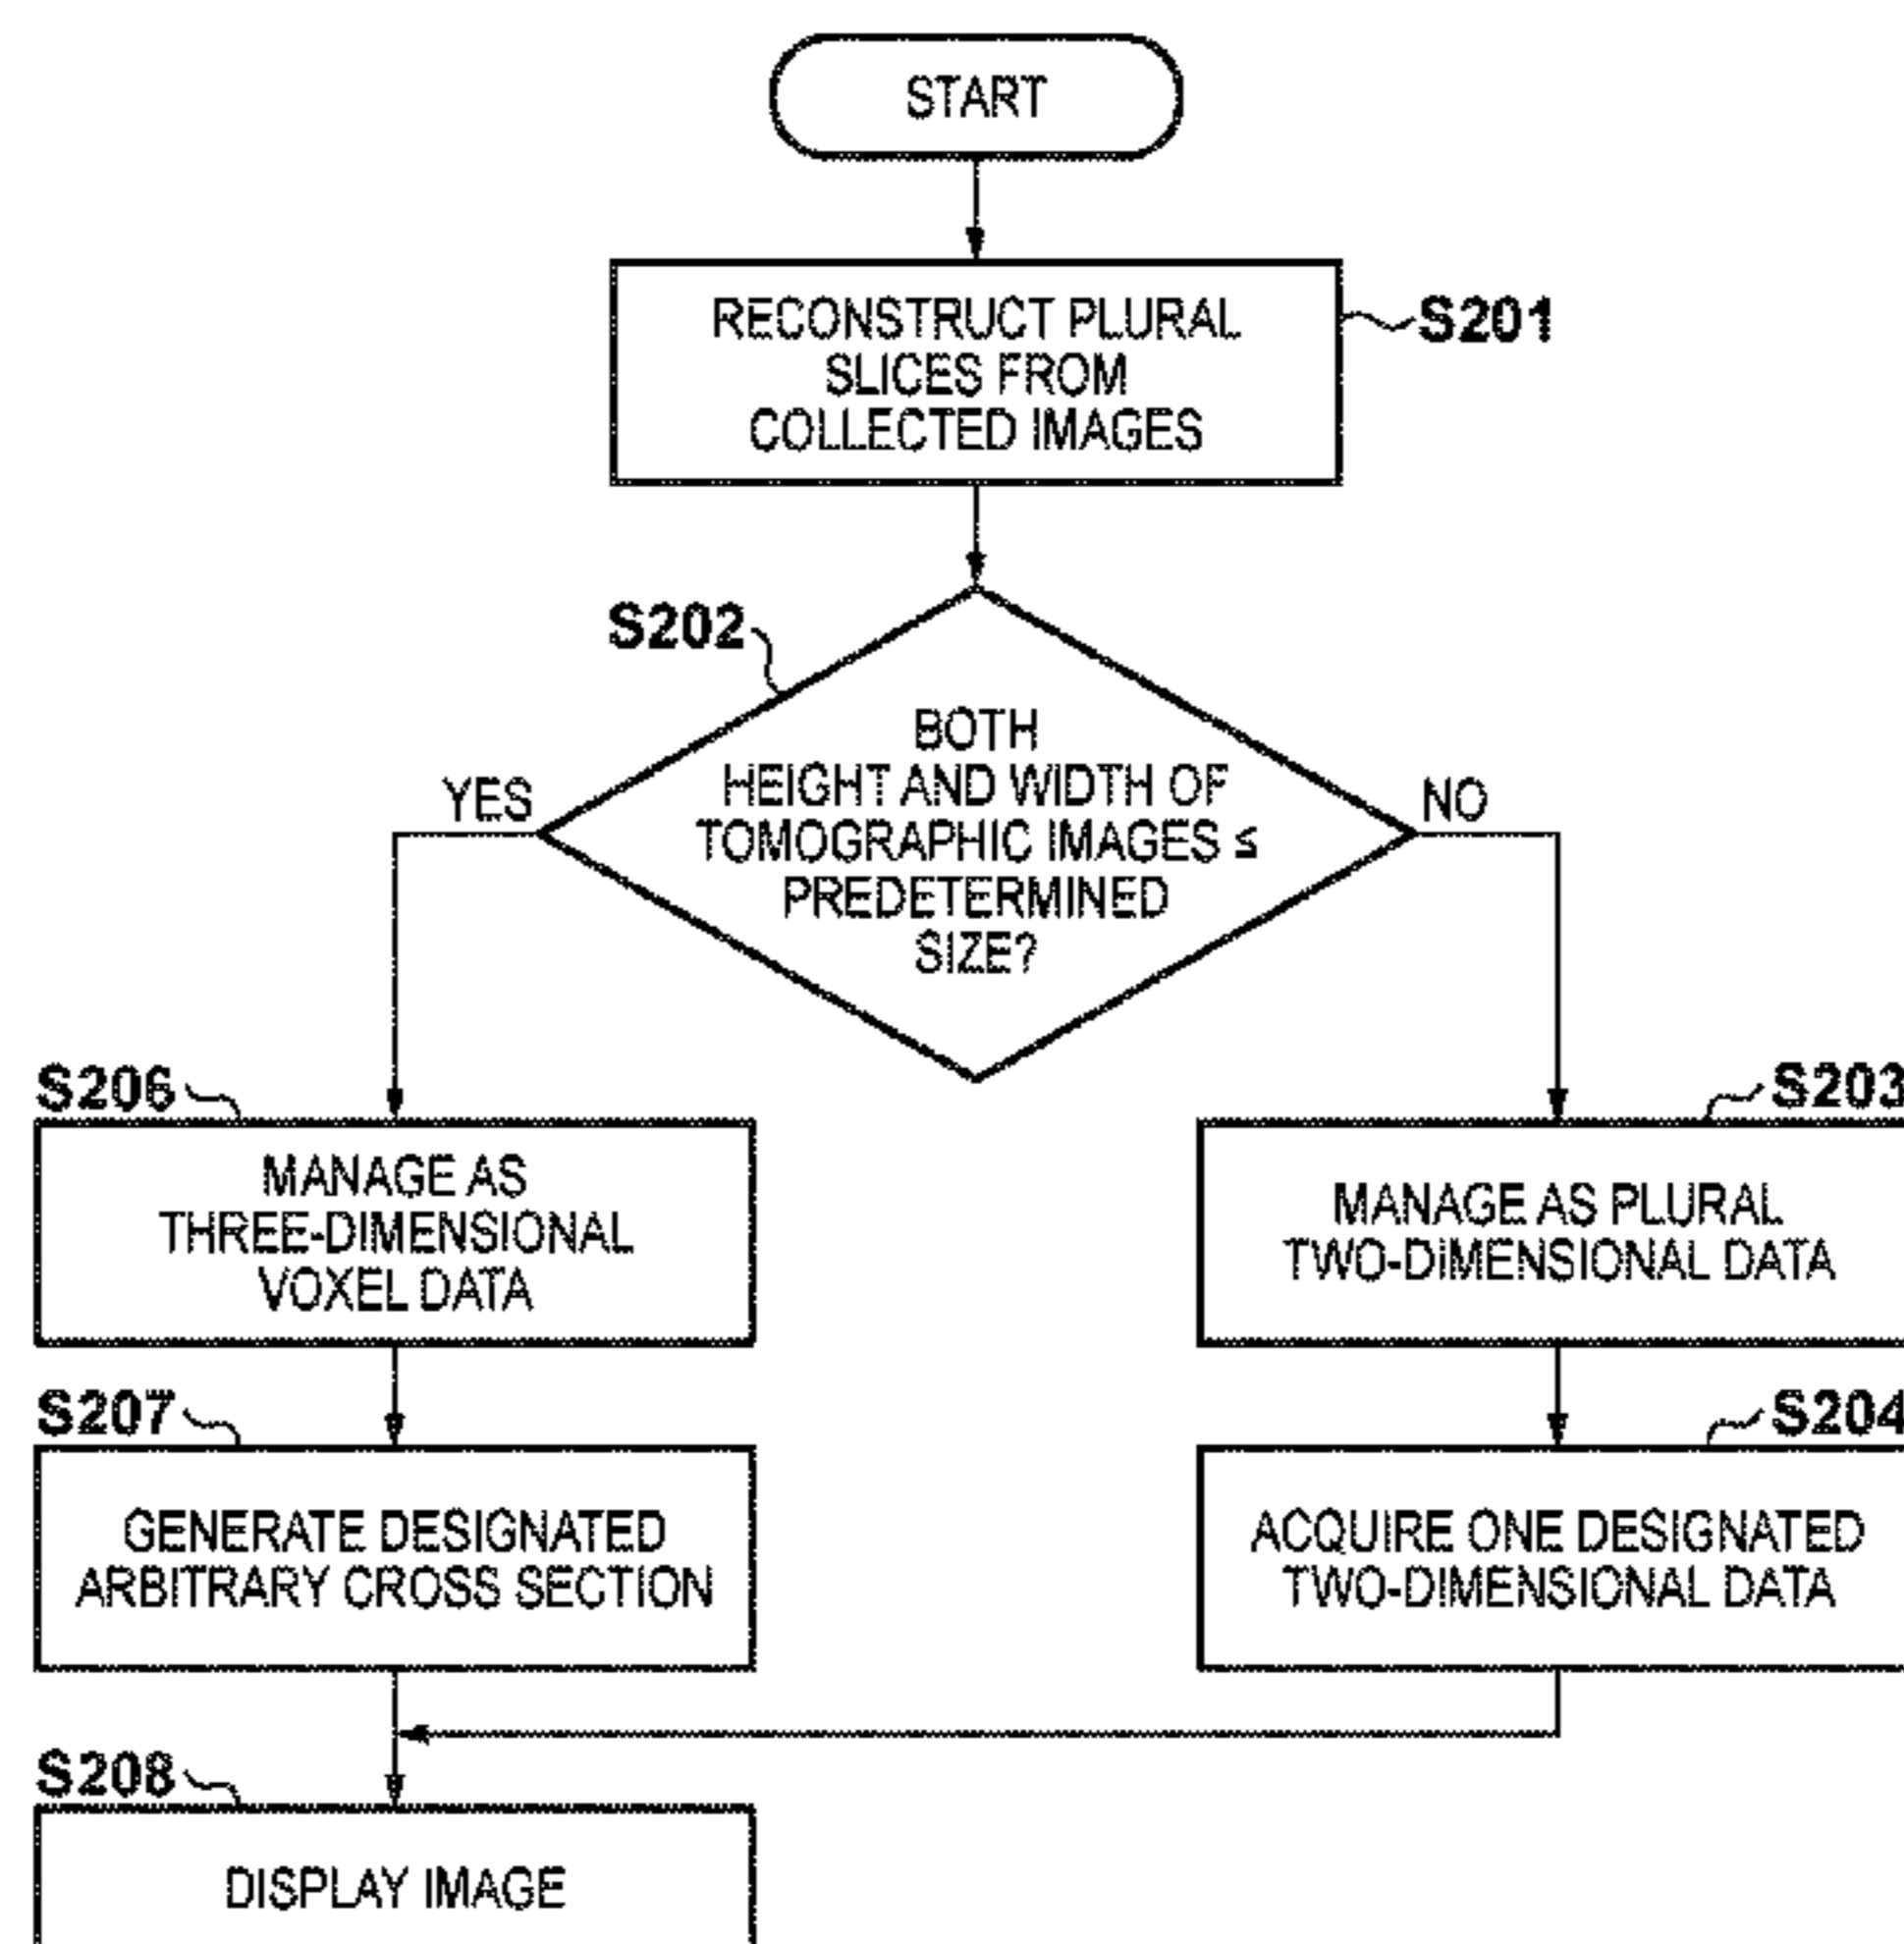 START
RECONSTRUCT PLURAL
SLICES FROM
COLLECTED IMAGES
S201
S202
BOTH
HEIGHT AND WIDTH OF
TOMOGRAPHIC IMAGES ≤
PREDETERMINED
SIZE?
YES
NO
S206
MANAGE AS
THREE-DIMENSIONAL
VOXEL DATA
S203
MANAGE AS PLURAL
TWO-DIMENSIONAL DATA
S207
GENERATE DESIGNATED
ARBITRARY CROSS SECTION
S204
ACQUIRE ONE DESIGNATED
TWO-DIMENSIONAL DATA
S208
DISPLAY IMAGE